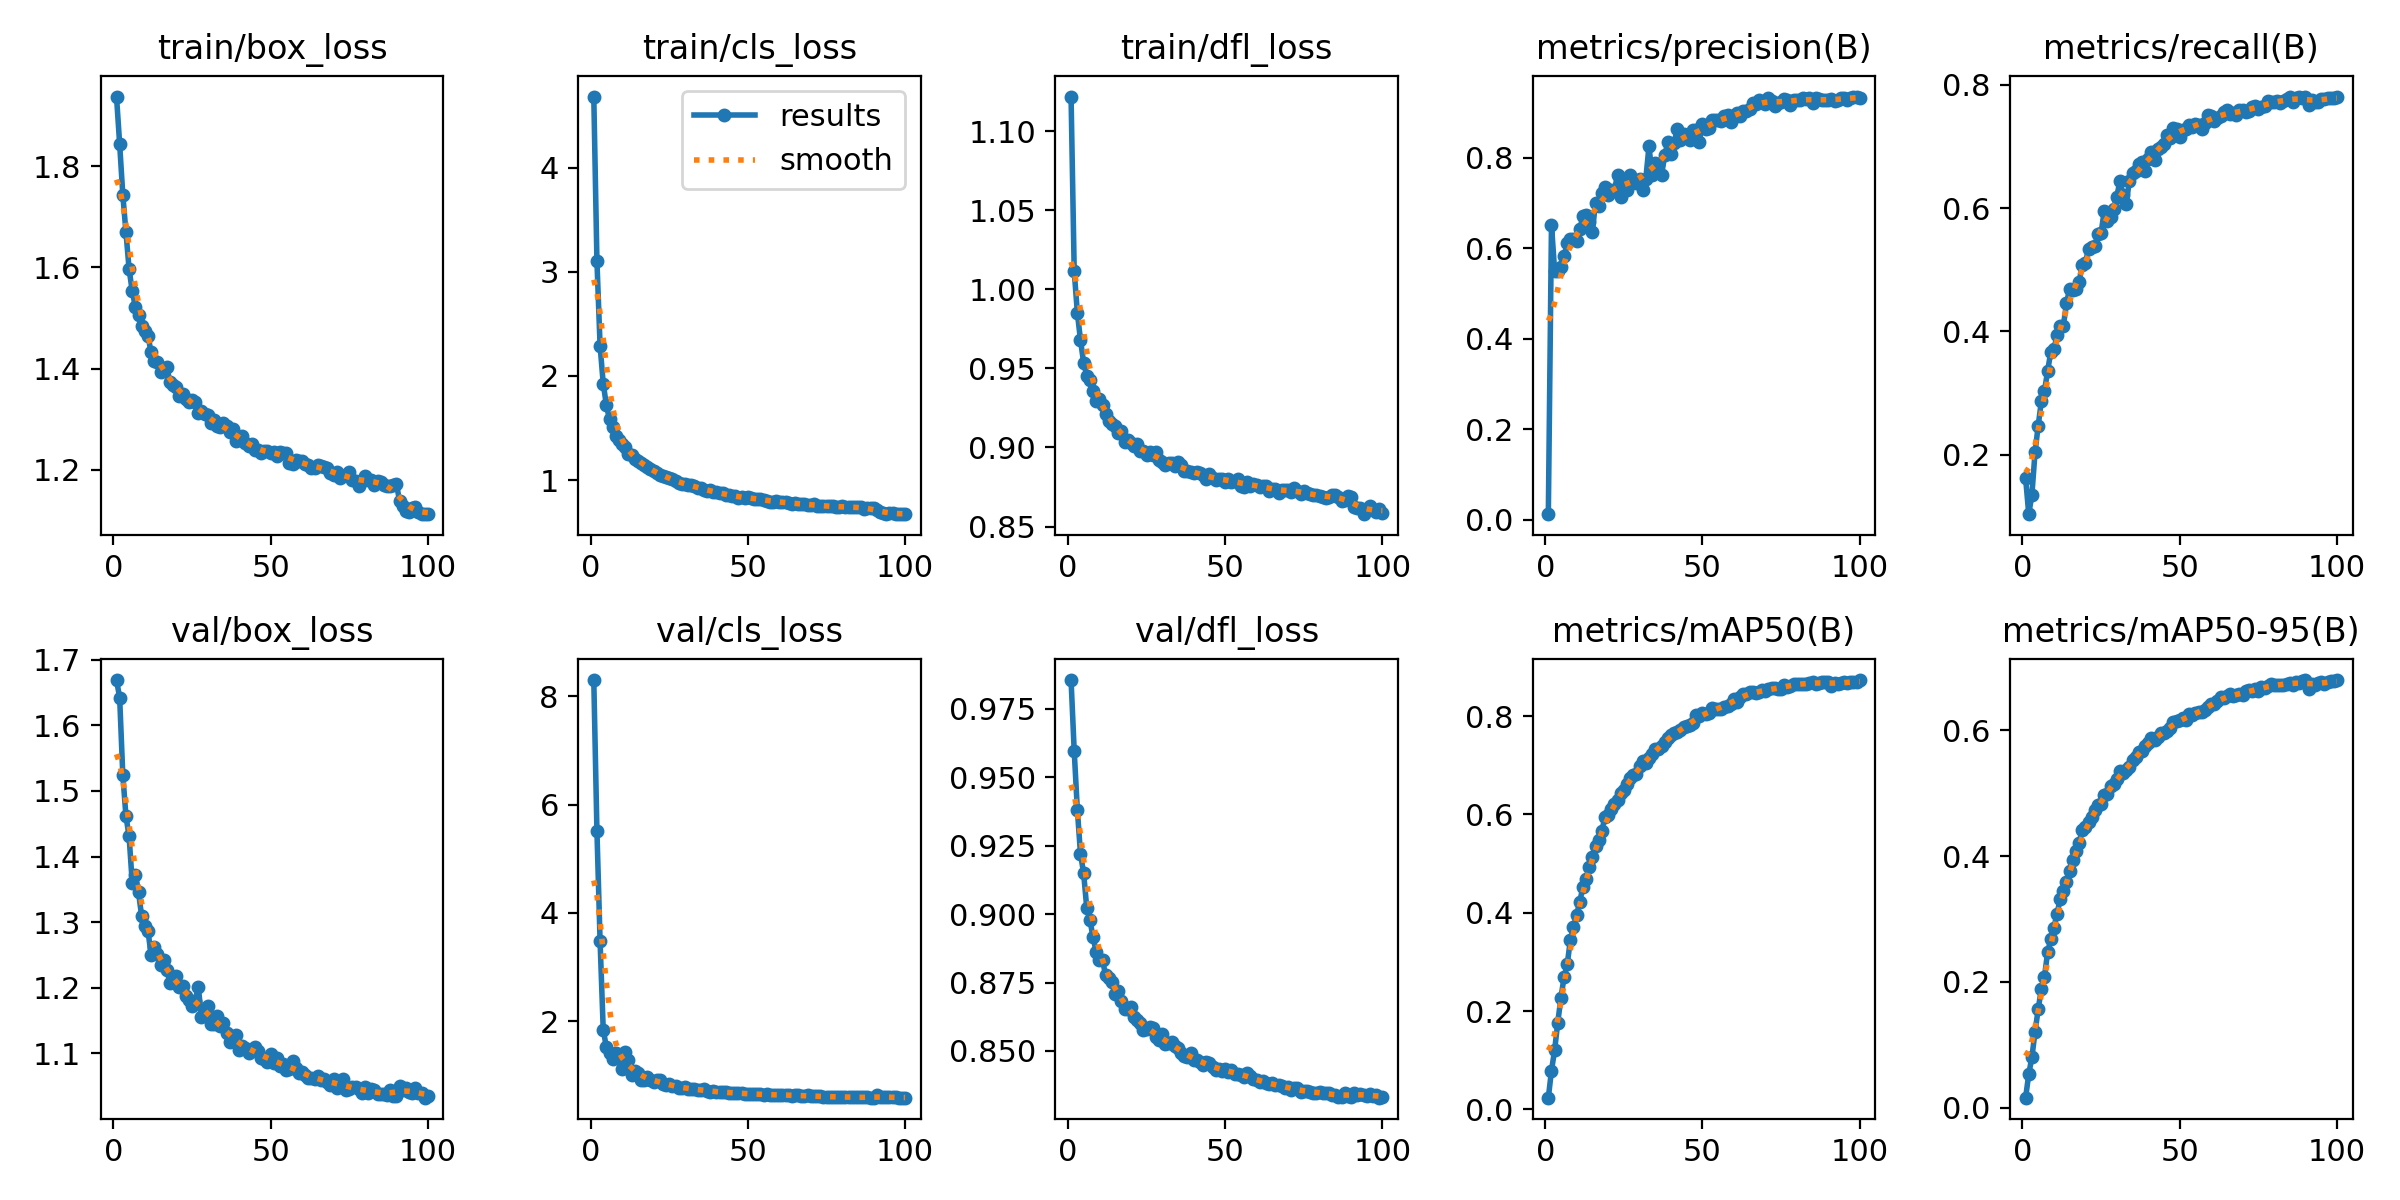 train/box_loss
1.8
1.6
1.4
1.2
0 50 100
train/cls_loss
results
smooth
4
3
2
1
0 50 100
train/dfl_loss
1.10
1.05
1.00
0.95
0.90
0.85
0 50 100
metrics/precision(B)
0.8
0.6
0.4
0.2
0.0
0 50 100
metrics/recall(B)
0.8
0.6
0.4
0.2
0 50 100
val/box_loss
1.7
1.6
1.5
1.4
1.3
1.2
1.1
0 50 100
val/cls_loss
8
6
4
2
0 50 100
val/dfl_loss
0.975
0.950
0.925
0.900
0.875
0.850
0 50 100
metrics/mAP50(B)
0.8
0.6
0.4
0.2
0.0
0 50 100
metrics/mAP50-95(B)
0.6
0.4
0.2
0.0
0 50 100